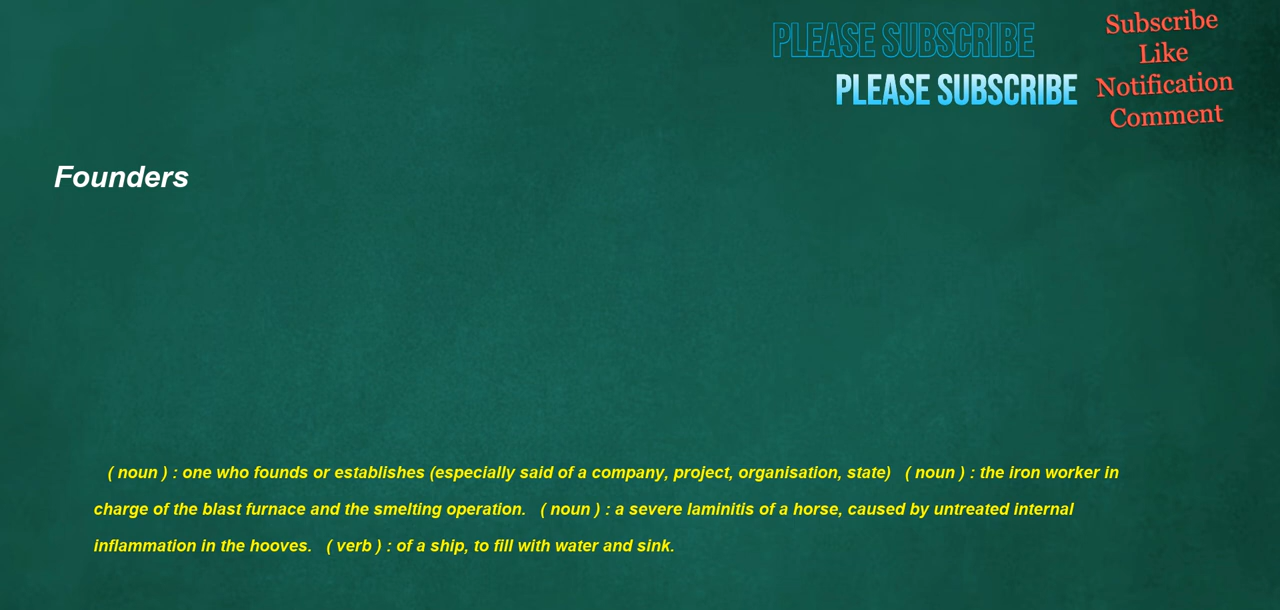 PLEASE SUBSCRIBE
PLEASE SUBSCRIBE
Subscribe
Like
Notification
Comment
Founders
( noun ) : one who founds or establishes (especially said of a company, project, organisation, state) ( noun ) : the iron worker in
charge of the blast furnace and the smelting operation. ( noun ) : a severe laminitis of a horse, caused by untreated internal
inflammation in the hooves. ( verb ) : of a ship, to fill with water and sink.